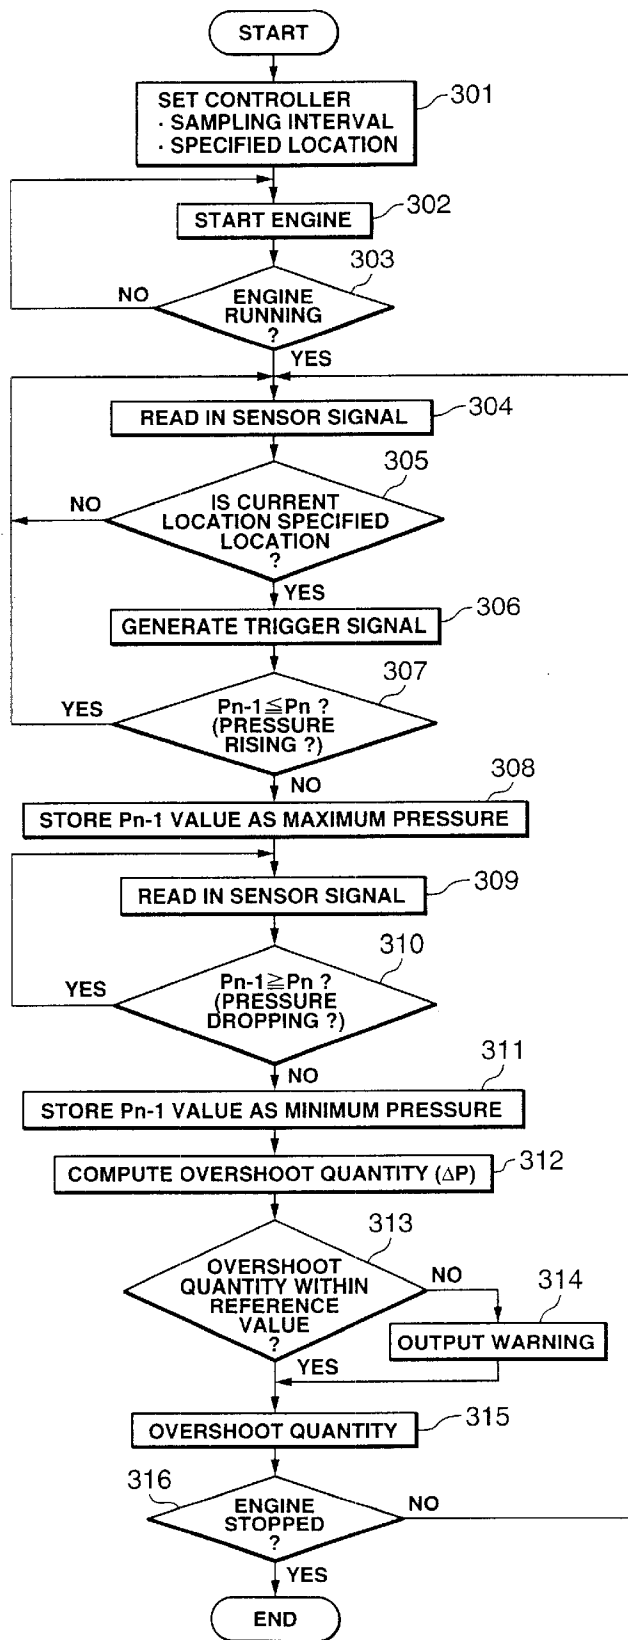 START
SET CONTROLLER
· SAMPLING INTERVAL
· SPECIFIED LOCATION
301
START ENGINE
302
303
ENGINE
RUNNING
?
NO
YES
READ IN SENSOR SIGNAL
304
305
IS CURRENT
LOCATION SPECIFIED
LOCATION
?
NO
YES
GENERATE TRIGGER SIGNAL
306
307
Pn-1≦Pn ?
(PRESSURE
RISING ?)
YES
NO
308
STORE Pn-1 VALUE AS MAXIMUM PRESSURE
READ IN SENSOR SIGNAL
309
310
Pn-1≧Pn ?
(PRESSURE
DROPPING ?)
YES
NO
311
STORE Pn-1 VALUE AS MINIMUM PRESSURE
COMPUTE OVERSHOOT QUANTITY (ΔP)
312
313
OVERSHOOT
QUANTITY WITHIN
REFERENCE
VALUE
?
NO
314
OUTPUT WARNING
YES
OVERSHOOT QUANTITY
315
316
ENGINE
STOPPED
?
NO
YES
END